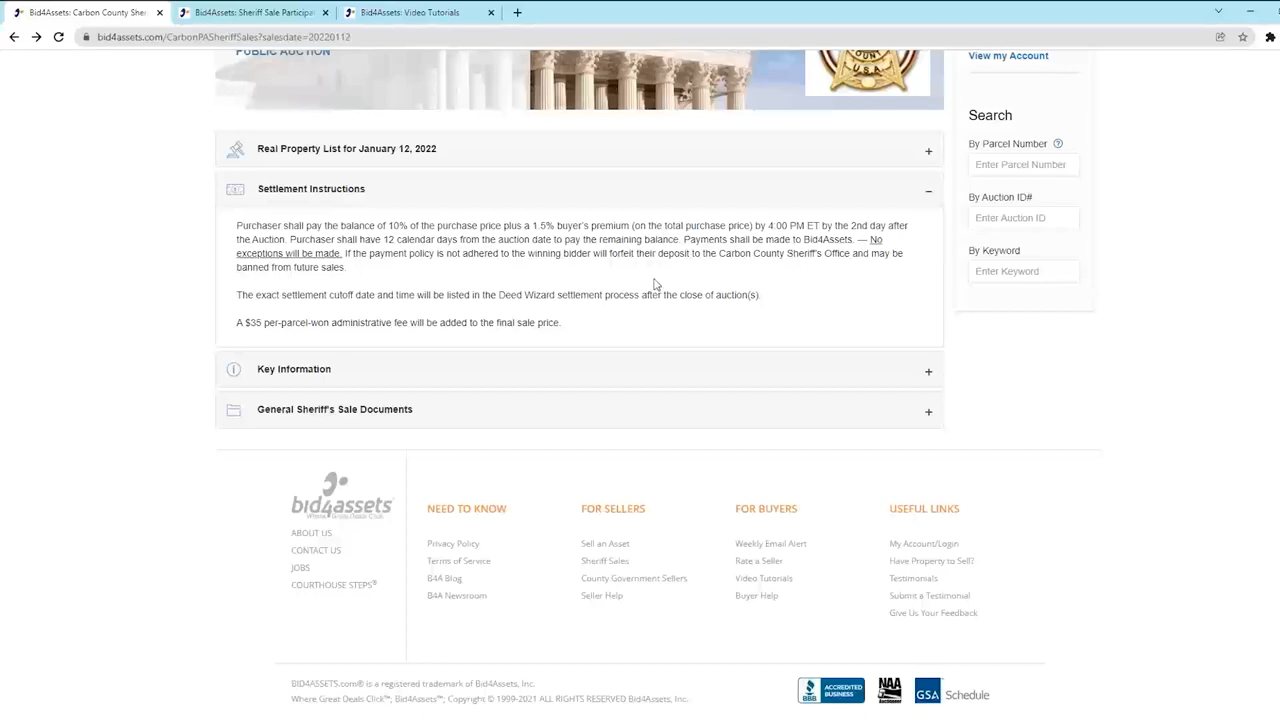 Bid4Assets: Carbon County She
Bid4Assets: Sheriff Sale Participa
Bid4Assets: Video Tutorials
bid4assets.com/CarbonPASheriffSales?salesdate=20220112
PUBLIC AUCTION
COUNTY
U.S.A.
View my Account
Search
By Parcel Number
Enter Parcel Number
By Auction ID#
Enter Auction ID
By Keyword
Enter Keyword
Real Property List for January 12, 2022
Settlement Instructions
Purchaser shall pay the balance of 10% of the purchase price plus a 1.5% buyer's premium (on the total purchase price) by 4:00 PM ET by the 2nd day after
the Auction. Purchaser shall have 12 calendar days from the auction date to pay the remaining balance. Payments shall be made to Bid4Assets. — No
exceptions will be made. If the payment policy is not adhered to the winning bidder will forfeit their deposit to the Carbon County Sheriff's Office and may be
banned from future sales.
The exact settlement cutoff date and time will be listed in the Deed Wizard settlement process after the close of auction(s).
A $35 per-parcel-won administrative fee will be added to the final sale price.
Key Information
General Sheriff's Sale Documents
bid4assets
Where Great Deals Click
ABOUT US
CONTACT US
JOBS
COURTHOUSE STEPS®
NEED TO KNOW
Privacy Policy
Terms of Service
B4A Blog
B4A Newsroom
FOR SELLERS
Sell an Asset
Sheriff Sales
County Government Sellers
Seller Help
FOR BUYERS
Weekly Email Alert
Rate a Seller
Video Tutorials
Buyer Help
USEFUL LINKS
My Account/Login
Have Property to Sell?
Testimonials
Submit a Testimonial
Give Us Your Feedback
BID4ASSETS.com® is a registered trademark of Bid4Assets, Inc.
Where Great Deals Click™; Bid4Assets™; Copyright © 1999-2021 ALL RIGHTS RESERVED Bid4Assets, Inc.
BBB
ACCREDITED
BUSINESS
NAA
Auctioneer
GSA Schedule